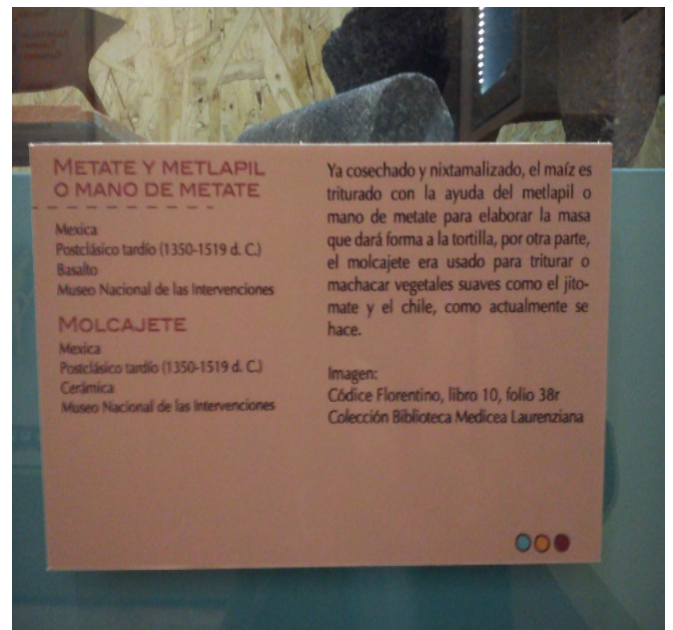 METATE Y METLAPIL
O MANO DE METATE
Mexica
Postclásico tardío (1350-1519 d. C.)
Basalto
Museo Nacional de las Intervenciones
MOLCAJETE
Mexica
Postclásico tardío (1350-1519 d. C.)
Cerámica
Museo Nacional de las Intervenciones
Ya cosechado y nixtamalizado, el maíz es
triturado con la ayuda del metlapil o
mano de metate para elaborar la masa
que dará forma a la tortilla, por otra parte,
el molcajete era usado para triturar o
machacar vegetales suaves como el jito-
mate y el chile, como actualmente se
hace.
Imagen:
Códice Florentino, libro 10, folio 38r
Colección Biblioteca Medicea Laurenziana